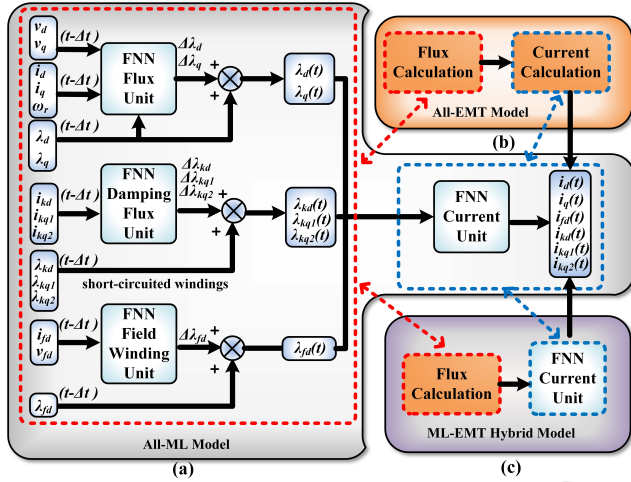 v_d
v_q
(t-Δt)
i_d
i_q
ω_r
(t-Δt)
λ_d
λ_q
(t-Δt)
FNN
Flux
Unit
Δλ_d
Δλ_q
+
+
λ_d(t)
λ_q(t)
i_kd
i_kq1
i_kq2
(t-Δt)
FNN
Damping
Flux
Unit
Δλ_kd
Δλ_kq1
Δλ_kq2
+
+
λ_kd(t)
λ_kq1(t)
λ_kq2(t)
λ_kd
λ_kq1
λ_kq2
(t-Δt)
short-circuited windings
i_fd
v_fd
(t-Δt)
FNN
Field
Winding
Unit
Δλ_fd
+
+
λ_fd(t)
λ_fd
(t-Δt)
All-ML Model
(a)
Flux
Calculation
Current
Calculation
All-EMT Model
(b)
FNN
Current
Unit
i_d(t)
i_q(t)
i_fd(t)
i_kd(t)
i_kq1(t)
i_kq2(t)
Flux
Calculation
FNN
Current
Unit
ML-EMT Hybrid Model
(c)